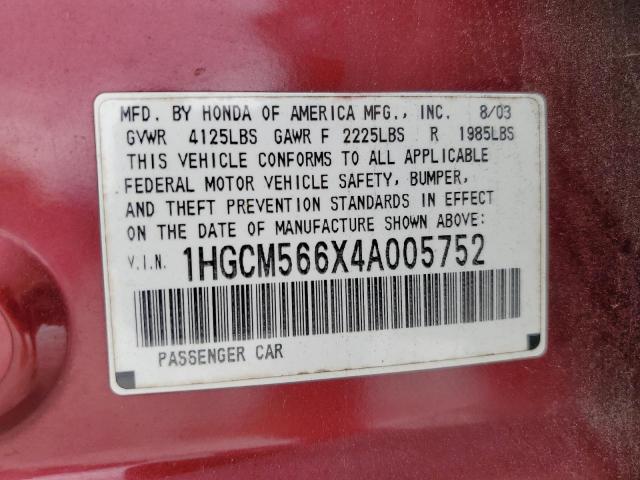 MFD. BY HONDA OF AMERICA MFG., INC. 8/03
GVWR 4125LBS GAWR F 2225LBS R 1985LBS
THIS VEHICLE CONFORMS TO ALL APPLICABLE
FEDERAL MOTOR VEHICLE SAFETY, BUMPER,
AND THEFT PREVENTION STANDARDS IN EFFECT
ON THE DATE OF MANUFACTURE SHOWN ABOVE:
V.I.N. 1HGCM566X4A005752
PASSENGER CAR